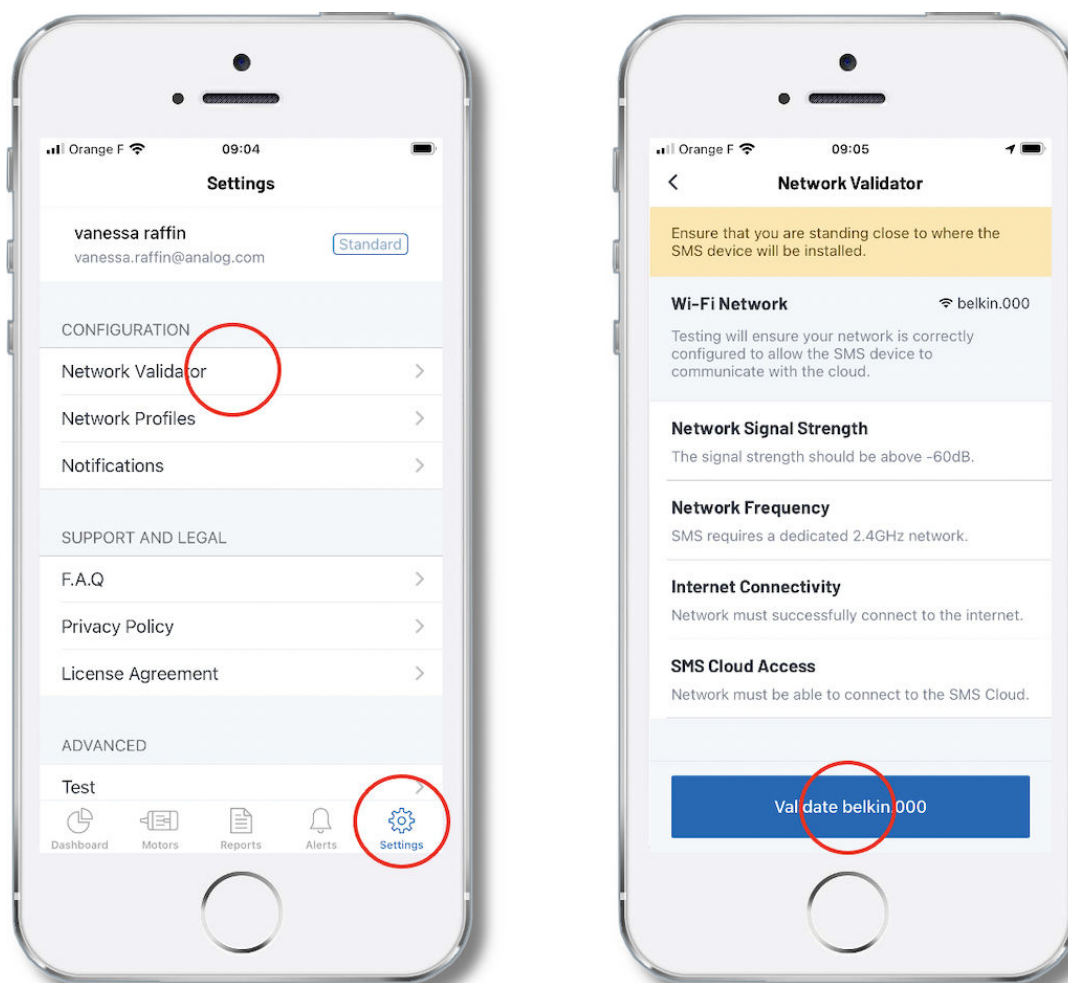 Orange F
09:04
Settings
vanessa raffin
Standard
vanessa.raffin@analog.com
CONFIGURATION
Network Validator
Network Profiles
Notifications
SUPPORT AND LEGAL
F.A.Q
Privacy Policy
License Agreement
ADVANCED
Test
Dashboard
Motors
Reports
Alerts
Settings
Orange F
09:05
Network Validator
Ensure that you are standing close to where the
SMS device will be installed.
Wi-Fi Network
belkin.000
Testing will ensure your network is correctly
configured to allow the SMS device to
communicate with the cloud.
Network Signal Strength
The signal strength should be above -60dB.
Network Frequency
SMS requires a dedicated 2.4GHz network.
Internet Connectivity
Network must successfully connect to the internet.
SMS Cloud Access
Network must be able to connect to the SMS Cloud.
Validate belkin.000